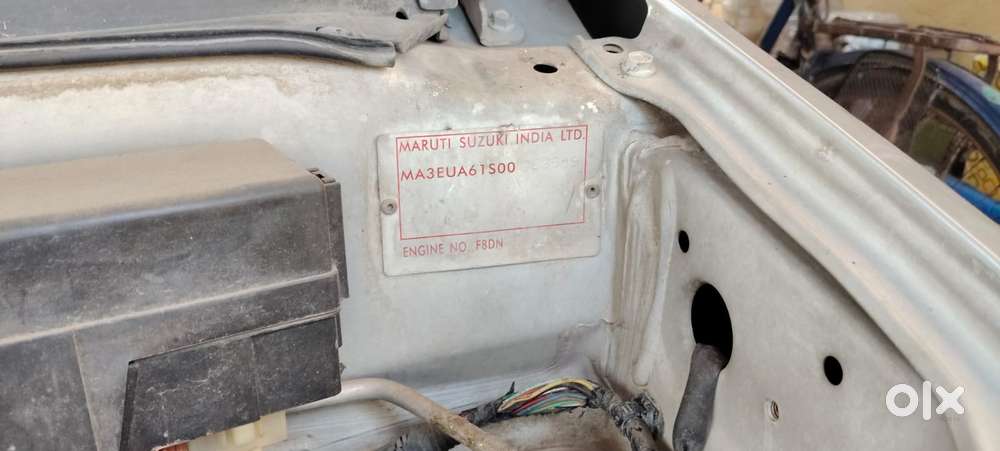 MARUTI SUZUKI INDIA LTD.
MA3EUA61S00
ENGINE NO. F8DN
olx